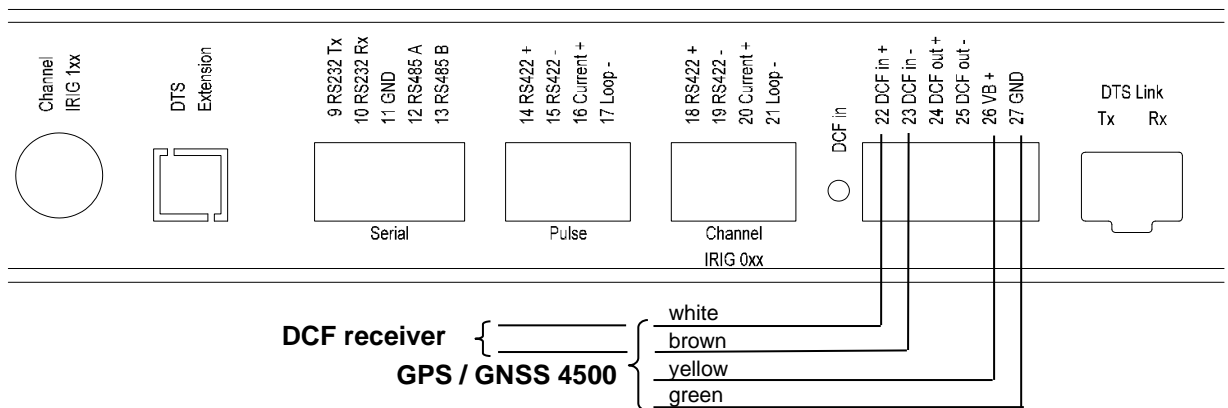 Channel
IRIG 1xx
DTS
Extension
9 RS232 Tx
10 RS232 Rx
11 GND
12 RS485 A
13 RS485 B
Serial
14 RS422 +
15 RS422 -
16 Current +
17 Loop -
Pulse
18 RS422 +
19 RS422 -
20 Current +
21 Loop -
Channel
IRIG 0xx
DCF in
22 DCF in +
23 DCF in -
24 DCF out +
25 DCF out -
26 VB +
27 GND
DTS Link
Tx Rx
DCF receiver
GPS / GNSS 4500
white
brown
yellow
green